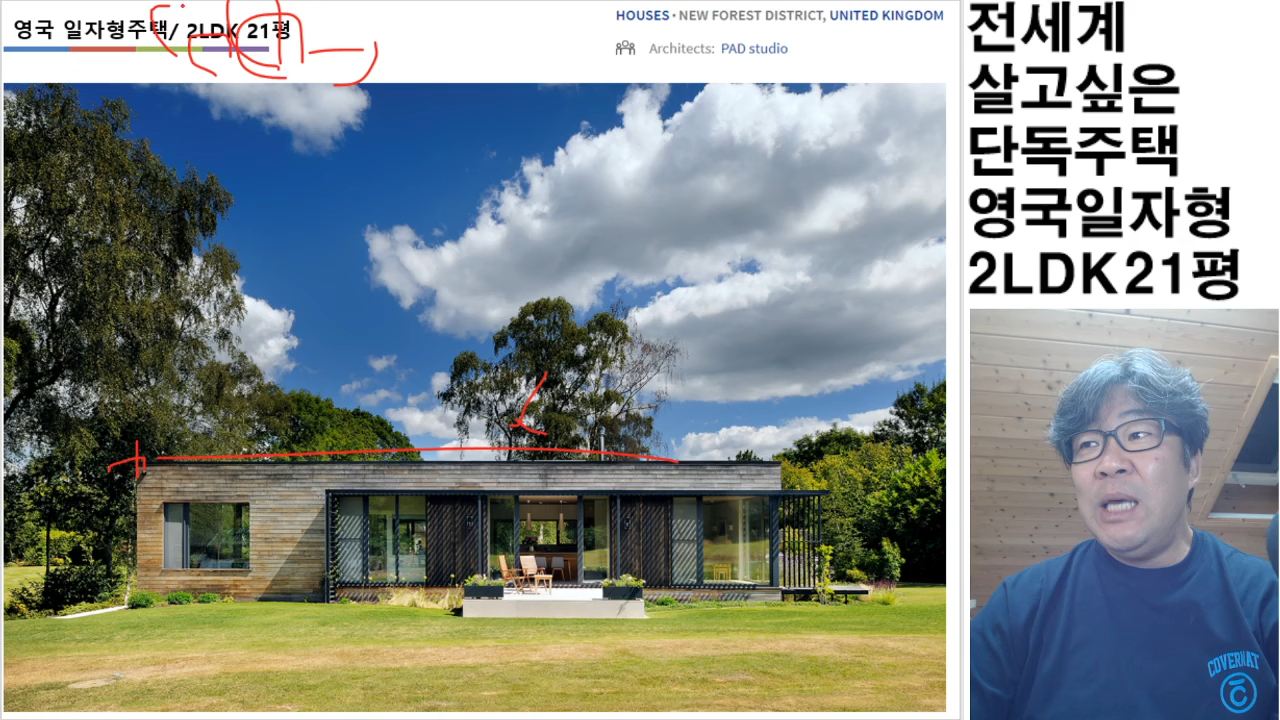 영국 일자형주택/ 2LDK 21평
HOUSES • NEW FOREST DISTRICT, UNITED KINGDOM
Architects: PAD studio
전세계
살고싶은
단독주택
영국일자형
2LDK21평
COVERNAT